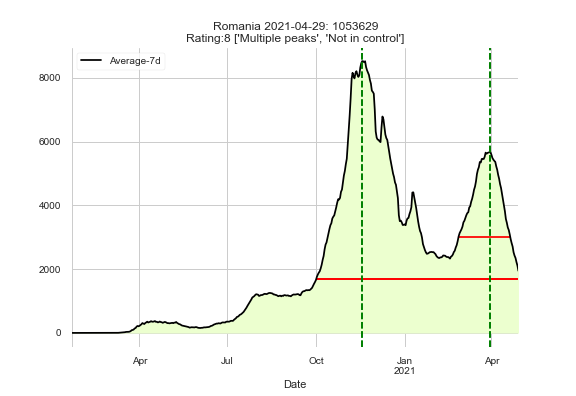 Romania 2021-04-29: 1053629
Rating:8 ['Multiple peaks', 'Not in control']
Average-7d
8000
6000
4000
2000
0
Apr Jul Oct Jan Apr
2021
Date